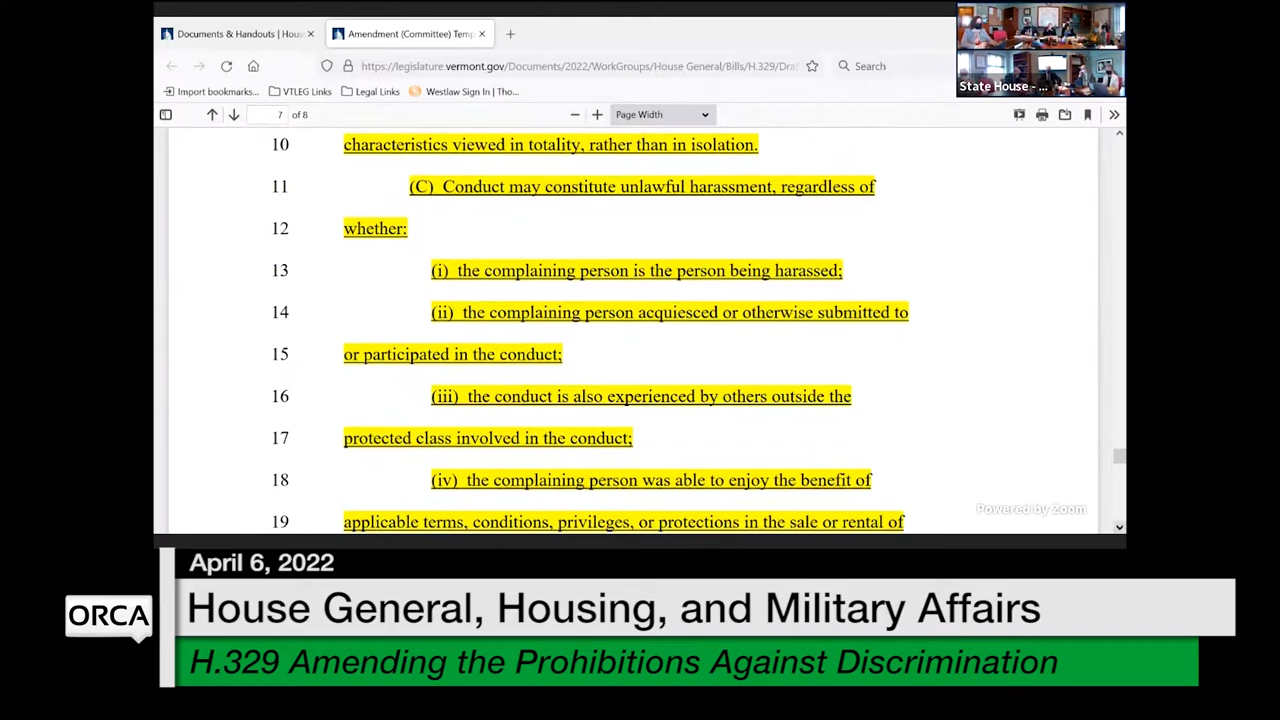 Documents & Handouts | Hous
Amendment (Committee) Temp
https://legislature.vermont.gov/Documents/2022/WorkGroups/House General/Bills/H.329/Dra
Search
Import bookmarks...
VTLEG Links
Legal Links
Westlaw Sign In | Tho...
State House - ...
7 of 8
Page Width
10 characteristics viewed in totality, rather than in isolation.
11 (C) Conduct may constitute unlawful harassment, regardless of
12 whether:
13 (i) the complaining person is the person being harassed;
14 (ii) the complaining person acquiesced or otherwise submitted to
15 or participated in the conduct;
16 (iii) the conduct is also experienced by others outside the
17 protected class involved in the conduct;
18 (iv) the complaining person was able to enjoy the benefit of
19 applicable terms, conditions, privileges, or protections in the sale or rental of
Powered by Zoom
April 6, 2022
ORCA
House General, Housing, and Military Affairs
H.329 Amending the Prohibitions Against Discrimination